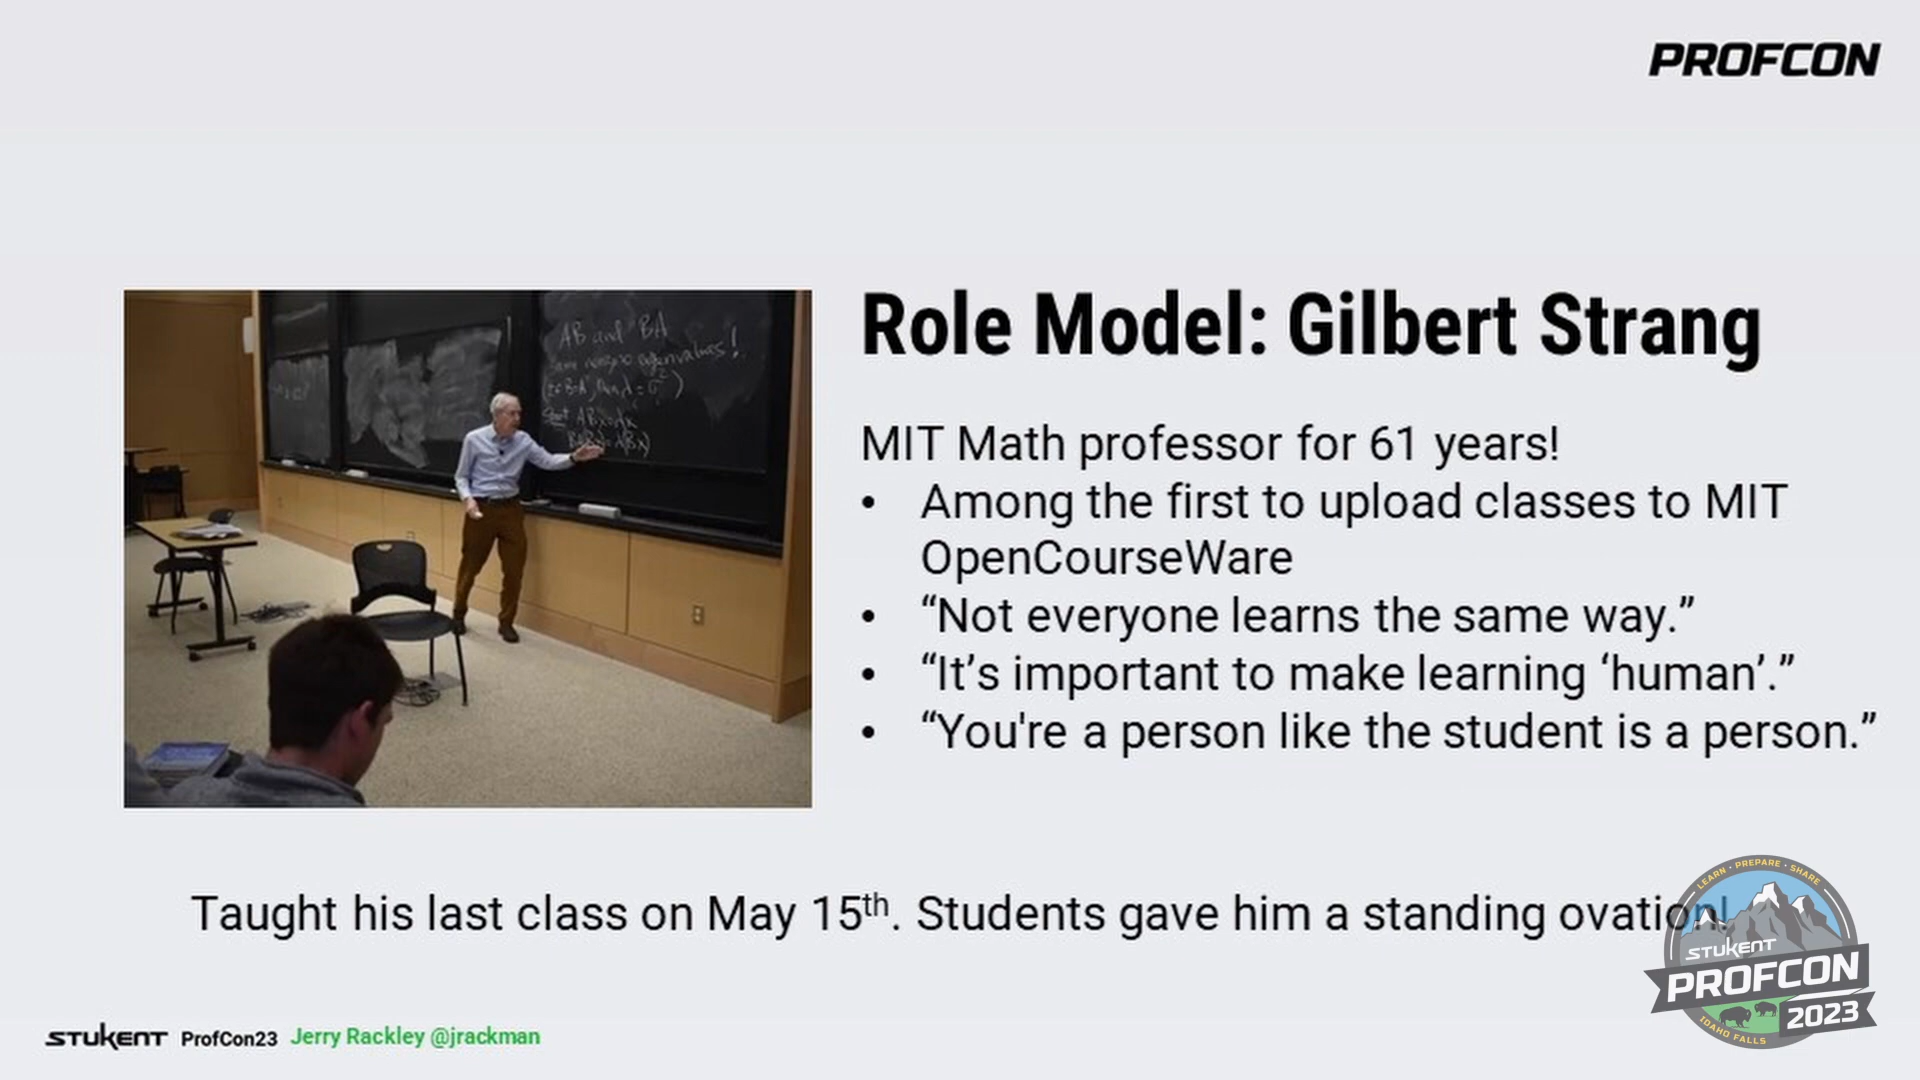 PROFCON
Role Model: Gilbert Strang
MIT Math professor for 61 years!
• Among the first to upload classes to MIT
OpenCourseWare
• “Not everyone learns the same way.”
• “It’s important to make learning ‘human’.”
• “You're a person like the student is a person.”
AB and BA
same nonzero eigenvalues!
Taught his last class on May 15th. Students gave him a standing ovation!
LEARN • PREPARE • SHARE
STUKENT
PROFCON
2023
IDAHO FALLS
STUKENT ProfCon23 Jerry Rackley @jrackman